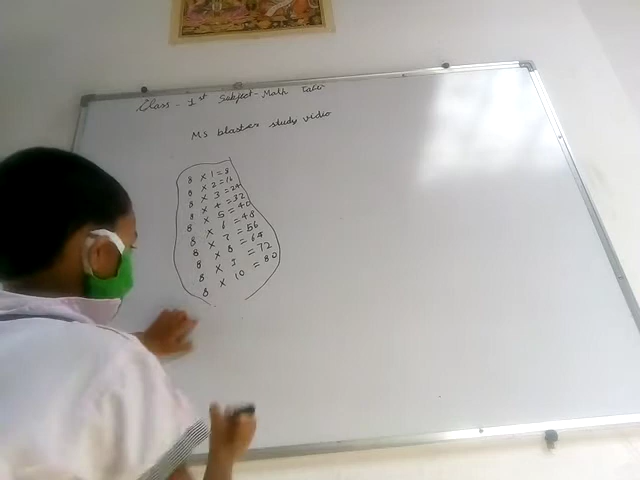 Class - 1st Subject - Math Table
MS blaster study video
8 × 1 = 8
8 × 2 = 16
8 × 3 = 24
8 × 4 = 32
8 × 5 = 40
8 × 6 = 48
8 × 7 = 56
8 × 8 = 64
8 × 9 = 72
8 × 10 = 80